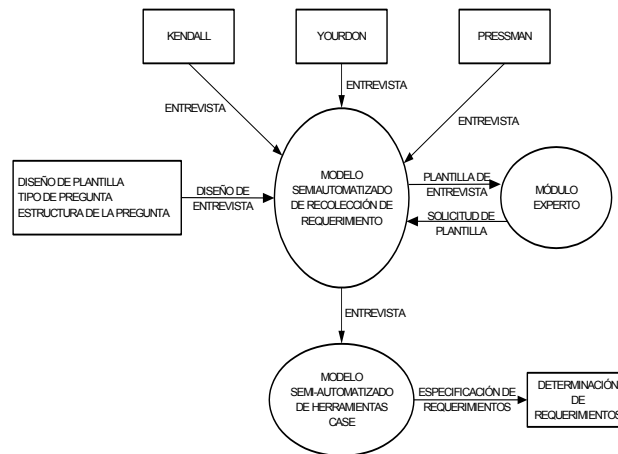 KENDALL
YOURDON
PRESSMAN
ENTREVISTA
ENTREVISTA
ENTREVISTA
DISEÑO DE PLANTILLA
TIPO DE PREGUNTA
ESTRUCTURA DE LA PREGUNTA
DISEÑO DE
ENTREVISTA
MODELO
SEMIAUTOMATIZADO
DE RECOLECCIÓN DE
REQUERIMIENTO
PLANTILLA DE
ENTREVISTA
SOLICITUD DE
PLANTILLA
MÓDULO
EXPERTO
ENTREVISTA
MODELO
SEMI-AUTOMATIZADO
DE HERRAMIENTAS
CASE
ESPECIFICACIÓN DE
REQUERIMIENTOS
DETERMINACIÓN
DE
REQUERIMIENTOS